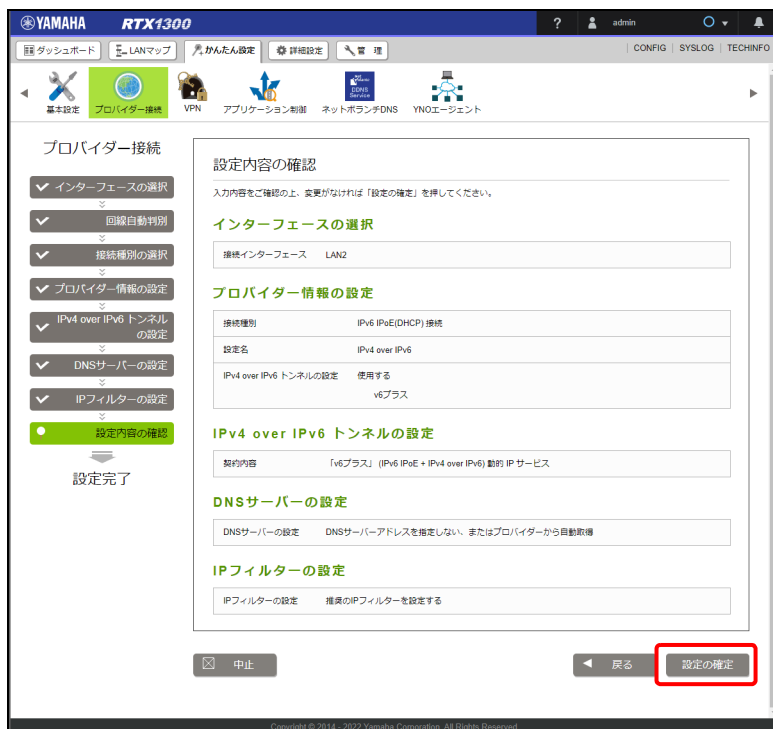 YAMAHA RTX1300 ? admin
ダッシュボード LANマップ かんたん設定 詳細設定 管 理 CONFIG SYSLOG TECHINFO
基本設定 プロバイダー接続 VPN アプリケーション制御 DDNS Service ネットボランチDNS YNOエージェント
プロバイダー接続
インターフェースの選択
回線自動判別
接続種別の選択
プロバイダー情報の設定
IPv4 over IPv6 トンネル
の設定
DNSサーバーの設定
IPフィルターの設定
設定内容の確認
設定完了
設定内容の確認
入力内容をご確認の上、変更がなければ「設定の確定」を押してください。
インターフェースの選択
接続インターフェース LAN2
プロバイダー情報の設定
接続種別 IPv6 IPoE(DHCP) 接続
設定名 IPv4 over IPv6
IPv4 over IPv6 トンネルの設定 使用する
v6プラス
IPv4 over IPv6 トンネルの設定
契約内容 「v6プラス」 (IPv6 IPoE + IPv4 over IPv6) 動的 IP サービス
DNSサーバーの設定
DNSサーバーの設定 DNSサーバーアドレスを指定しない、またはプロバイダーから自動取得
IPフィルターの設定
IPフィルターの設定 推奨のIPフィルターを設定する
中止 戻る 設定の確定
Copyright © 2014 - 2022 Yamaha Corporation. All Rights Reserved.